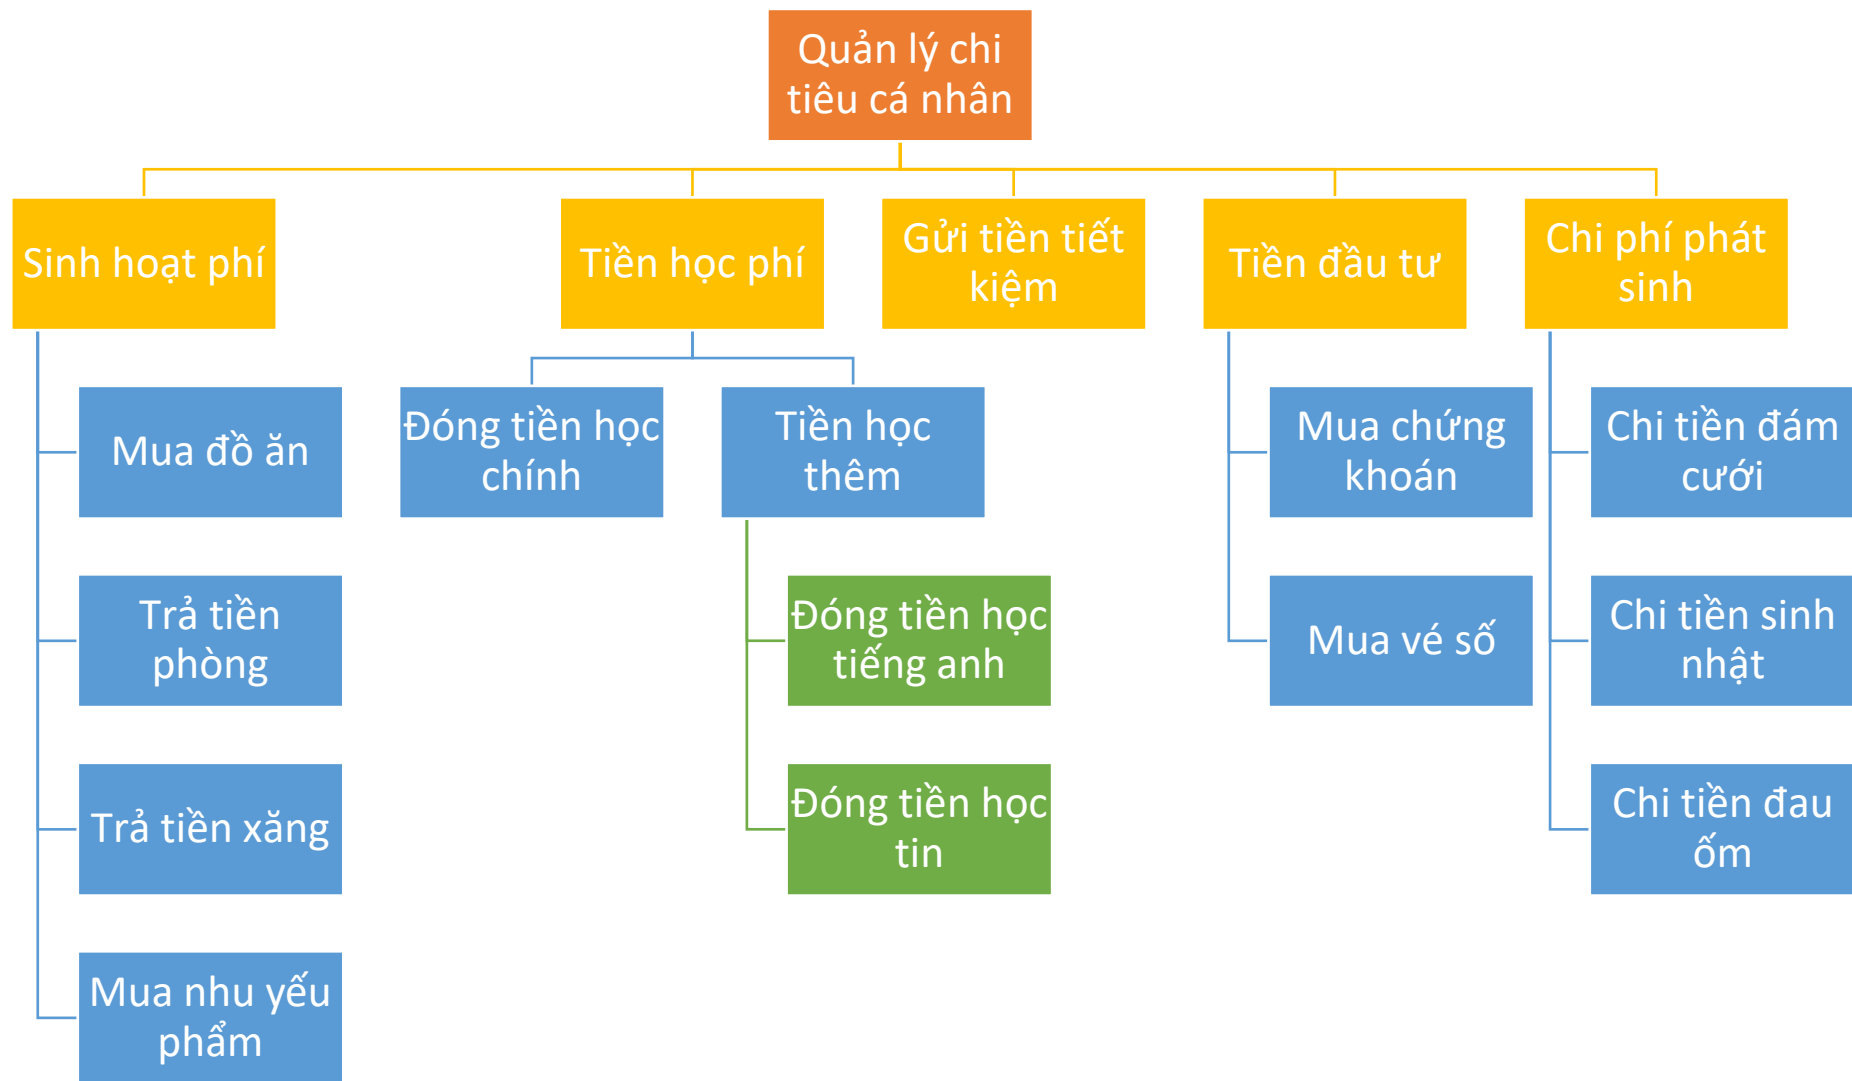 Quản lý chi
tiêu cá nhân
Sinh hoạt phí
Tiền học phí
Gửi tiền tiết
kiệm
Tiền đầu tư
Chi phí phát
sinh
Mua đồ ăn
Trả tiền
phòng
Trả tiền xăng
Mua nhu yếu
phẩm
Đóng tiền học
chính
Tiền học
thêm
Đóng tiền học
tiếng anh
Đóng tiền học
tin
Mua chứng
khoán
Mua vé số
Chi tiền đám
cưới
Chi tiền sinh
nhật
Chi tiền đau
ốm